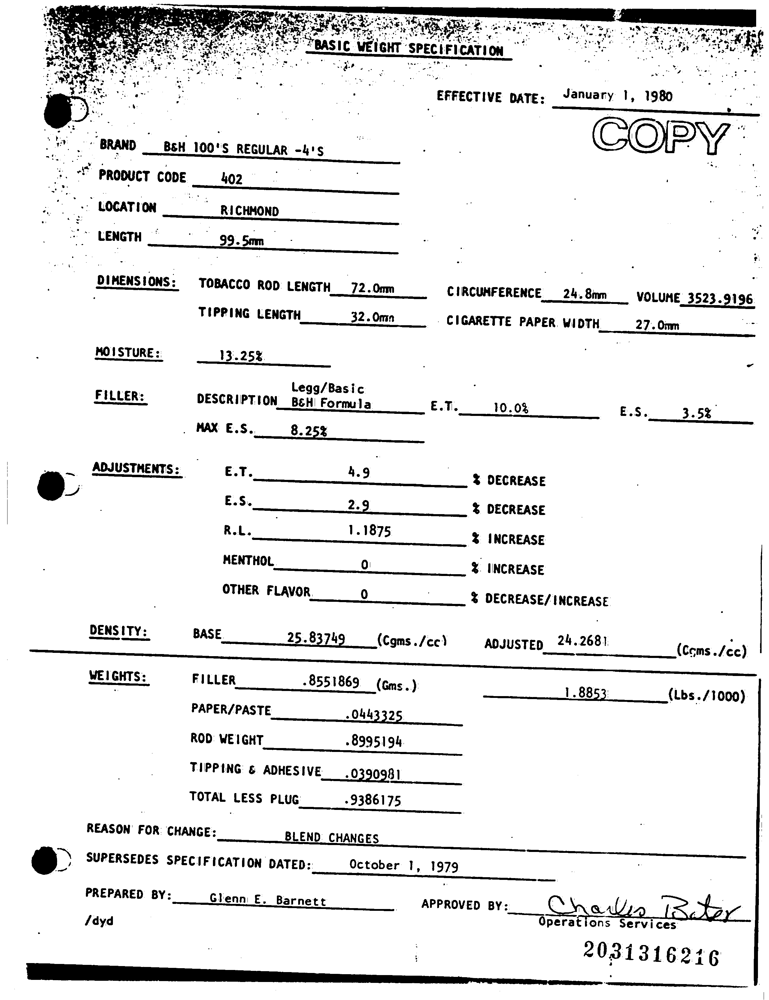 BASIC WEIGHT SPECIFICATION
EFFECTIVE DATE: January 1, 1980
COPY
BRAND B&H 100'S REGULAR -4'S
PRODUCT CODE 402
LOCATION RICHMOND
LENGTH 99.5mm
DIMENSIONS: TOBACCO ROD LENGTH 72.0mm CIRCUMFERENCE 24.8mm VOLUME 3523.9196
TIPPING LENGTH 32.0mm CIGARETTE PAPER WIDTH 27.0mm
MOISTURE: 13.25%
Legg/Basic
FILLER: DESCRIPTION B&H Formula E.T. 10.0% E.S. 3.5%
MAX E.S. 8.25%
ADJUSTMENTS: E.T. 4.9 % DECREASE
E.S. 2.9 % DECREASE
R.L. 1.1875 % INCREASE
MENTHOL 0 % INCREASE
OTHER FLAVOR 0 % DECREASE/INCREASE
DENSITY: BASE 25.83749 (Cgms./cc) ADJUSTED 24.2681 (Cgms./cc)
WEIGHTS: FILLER .8551869 (Gms.) 1.8853 (Lbs./1000)
PAPER/PASTE .0443325
ROD WEIGHT .8995194
TIPPING & ADHESIVE .0390981
TOTAL LESS PLUG .9386175
REASON FOR CHANGE: BLEND CHANGES
SUPERSEDES SPECIFICATION DATED: October 1, 1979
PREPARED BY: Glenn E. Barnett APPROVED BY: Charles
/dyd Operations Services
2031316216